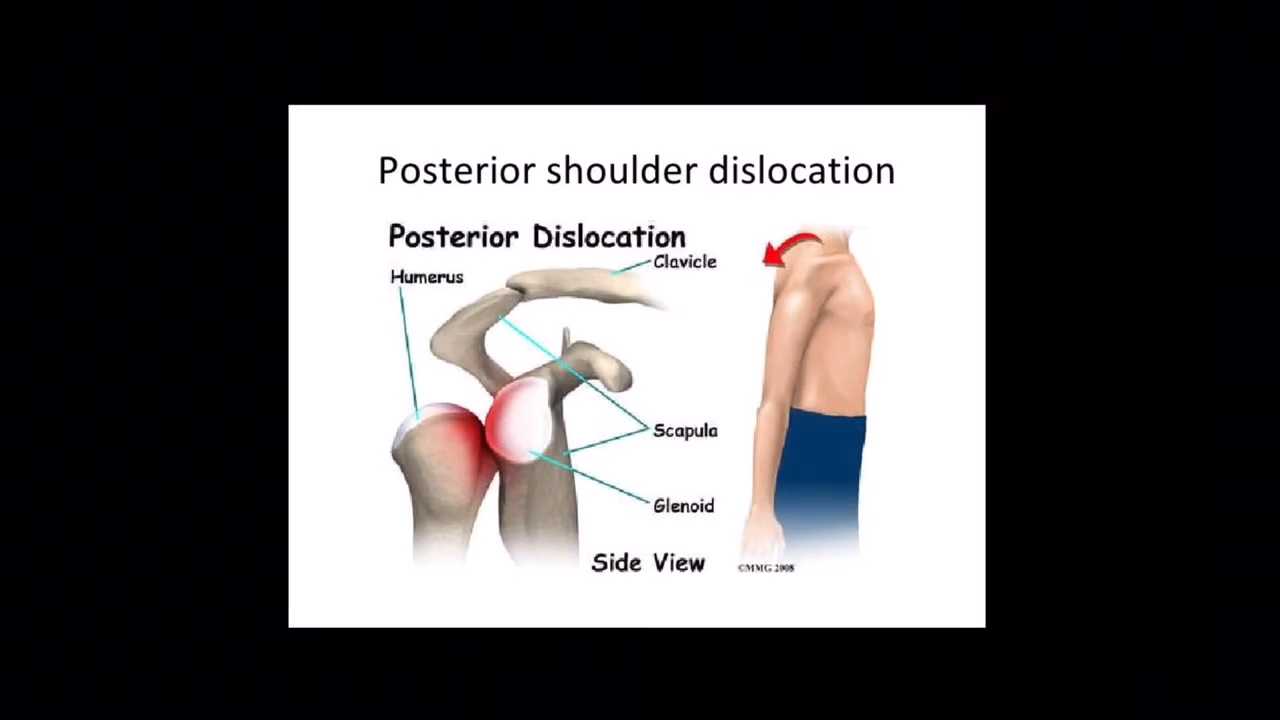 Posterior shoulder dislocation
Posterior Dislocation
Clavicle
Humerus
Scapula
Glenoid
Side View
©MMG 2008